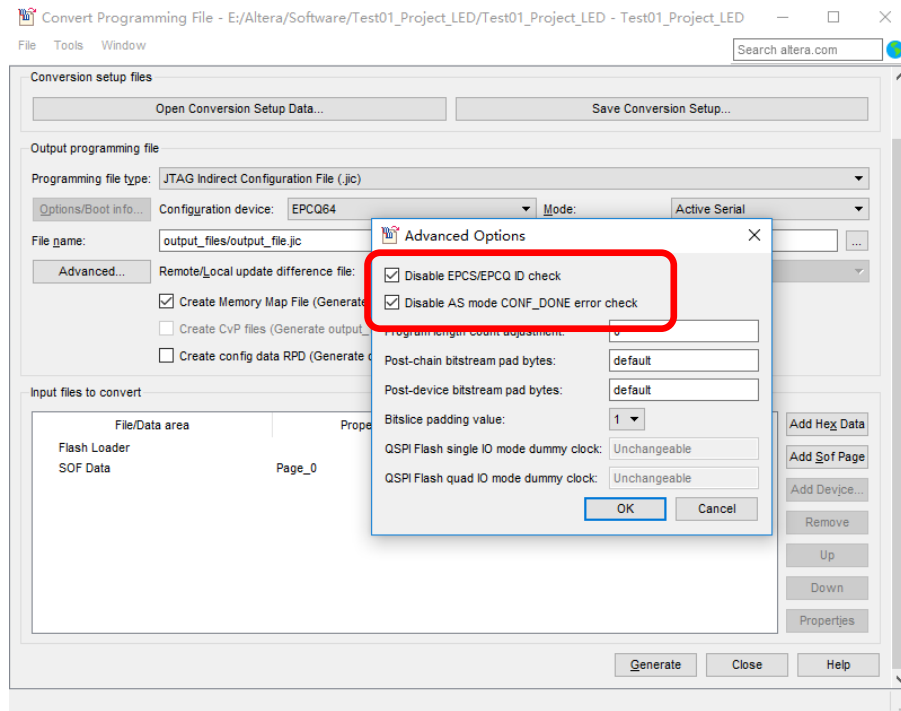 Convert Programming File - E:/Altera/Software/Test01_Project_LED/Test01_Project_LED - Test01_Project_LED
File Tools Window
Search altera.com
Conversion setup files
Open Conversion Setup Data... Save Conversion Setup...
Output programming file
Programming file type: JTAG Indirect Configuration File (.jic)
Options/Boot info... Configuration device: EPCQ64 Mode: Active Serial
File name: output_files/output_file.jic ...
Advanced... Remote/Local update difference file:
Create Memory Map File (Generate
Create CvP files (Generate output_
Create config data RPD (Generate
Advanced Options
Disable EPCS/EPCQ ID check
Disable AS mode CONF_DONE error check
Program length count adjustment:
Post-chain bitstream pad bytes: default
Post-device bitstream pad bytes: default
Bitslice padding value: 1
QSPI Flash single IO mode dummy clock: Unchangeable
QSPI Flash quad IO mode dummy clock: Unchangeable
OK Cancel
Input files to convert
File/Data area Prope
Flash Loader
SOF Data Page_0
Add Hex Data
Add Sof Page
Add Device...
Remove
Up
Down
Properties
Generate Close Help